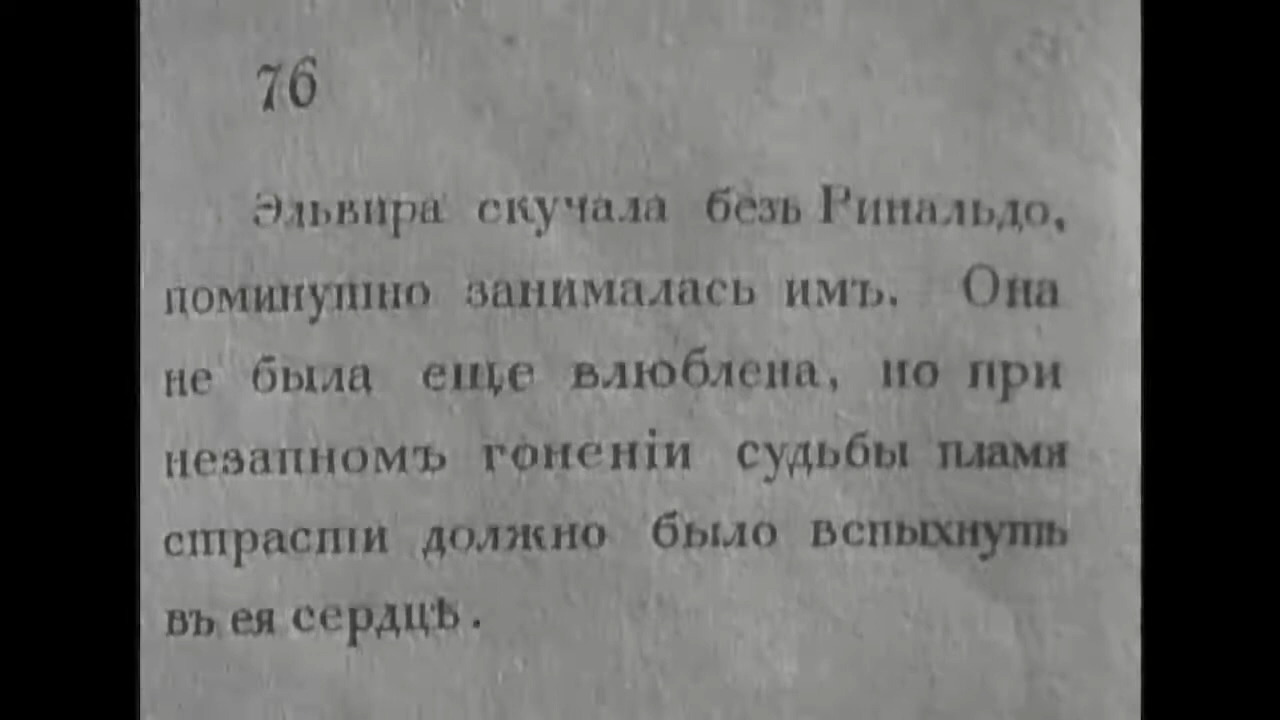 76
Эльвира скучала безъ Ринальдо,
поминутно занималась имъ. Она
не была еще влюблена, но при
незапномъ гоненіи судьбы пламя
страсти должно было вспыхнуть
въ ея сердцѣ.